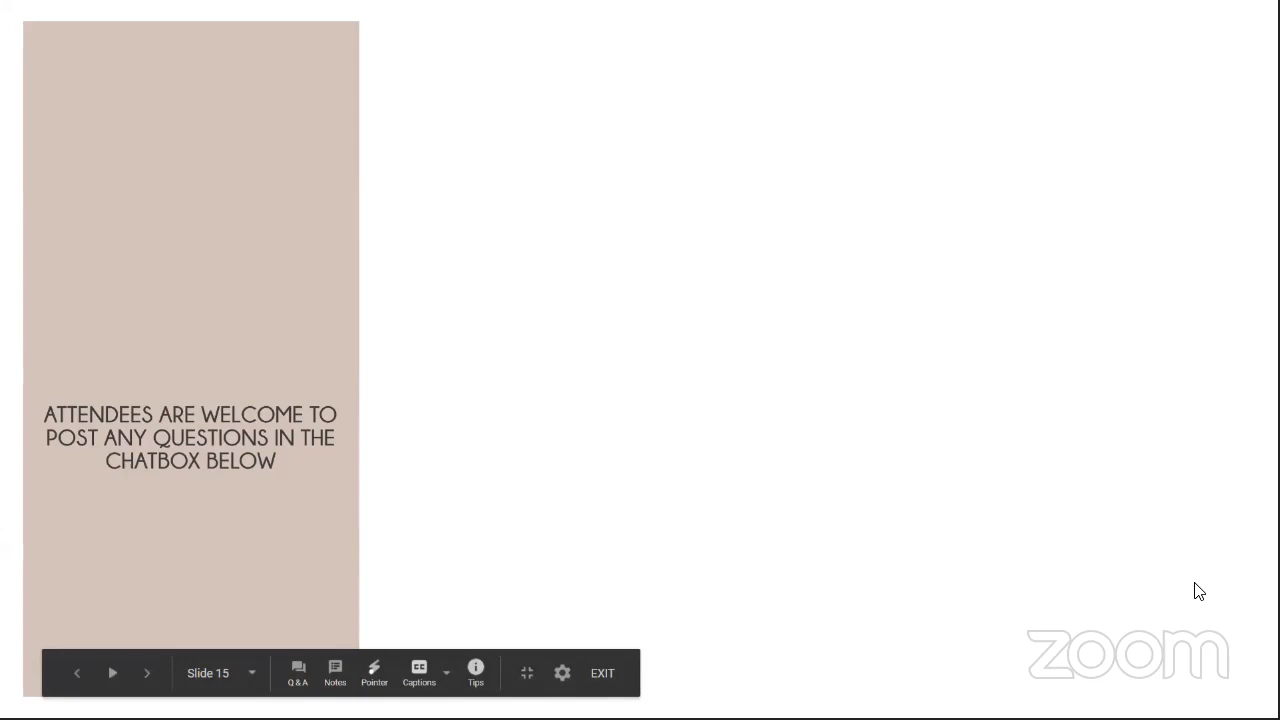 ATTENDEES ARE WELCOME TO
POST ANY QUESTIONS IN THE
CHATBOX BELOW
Slide 15
Q & A
Notes
Pointer
Captions
Tips
EXIT
zoom